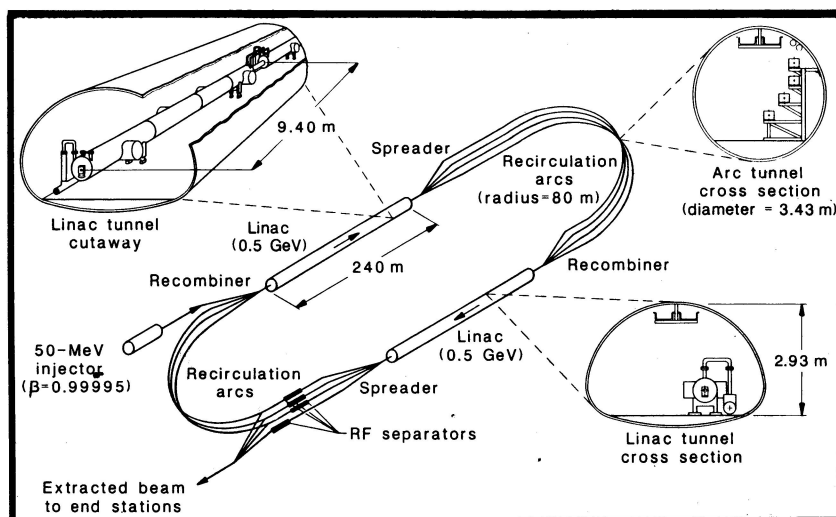 9.40 m
Linac tunnel
cutaway
Spreader
Recirculation
arcs
(radius=80 m)
Arc tunnel
cross section
(diameter = 3.43 m)
Linac
(0.5 GeV)
240 m
Recombiner
Recombiner
50-MeV
injector
(β=0.99995)
Linac
(0.5 GeV)
2.93 m
Recirculation
arcs
Spreader
RF separators
Linac tunnel
cross section
Extracted beam
to end stations